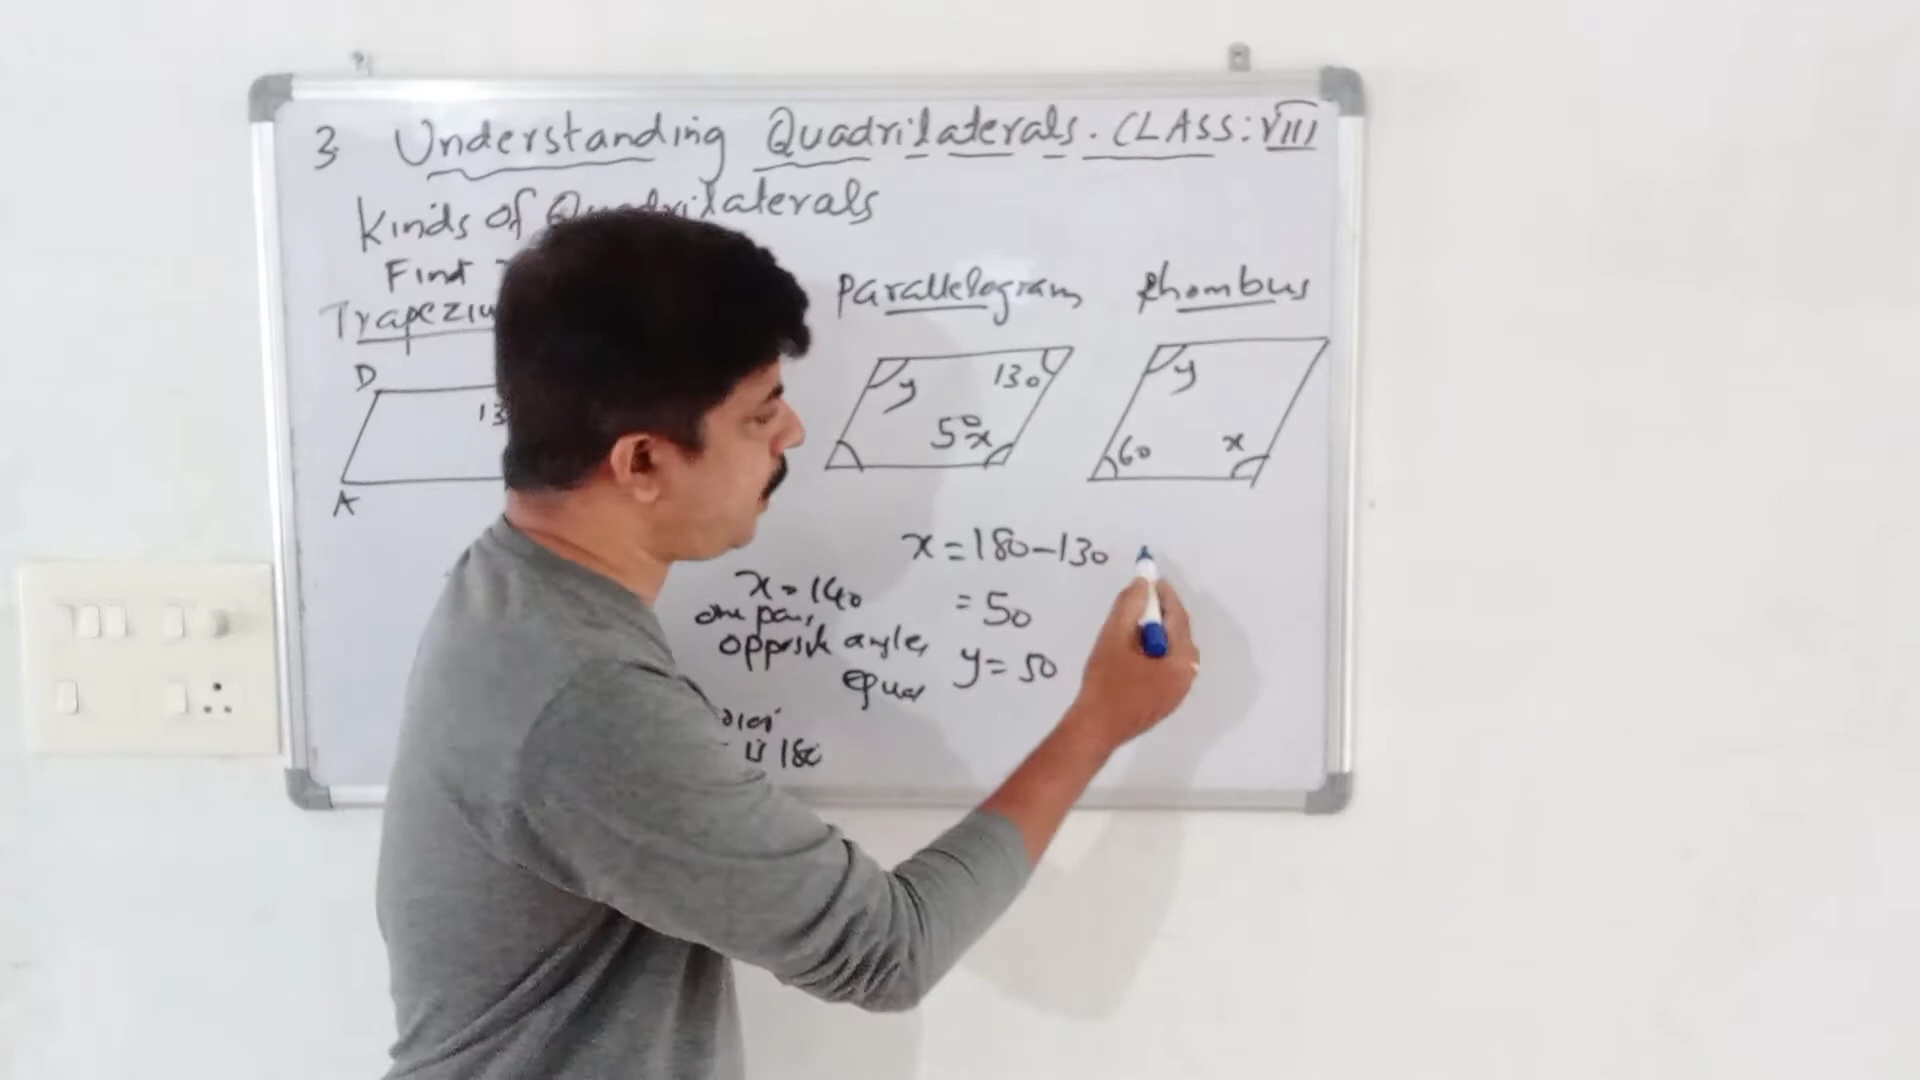 3 Understanding Quadrilaterals. CLASS: VIII
Kinds of Quadrilaterals
Find
Trapeziu
Parallelogram
Rhombus
D
13
A
y
130
50
x
y
60
x
x = 180-130
= 50
y = 50
x = 140
one pair
opposite angles
equal
is 180